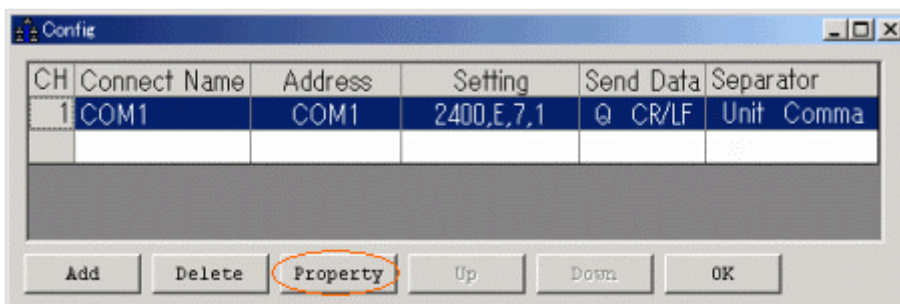 Config
CH Connect Name Address Setting Send Data Separator
1 COM1 COM1 2400,E,7,1 Q CR/LF Unit Comma
Add Delete Property Up Down OK